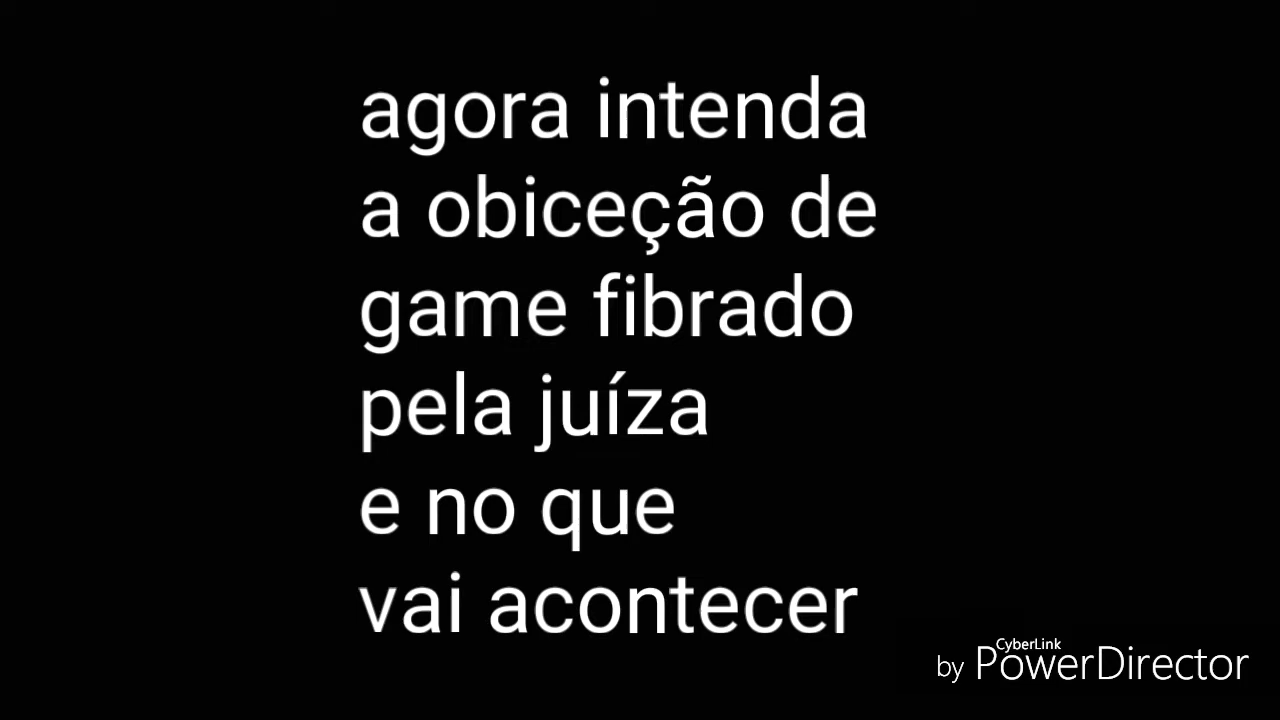 agora intenda
a obiceção de
game fibrado
pela juíza
e no que
vai acontecer
CyberLink
by PowerDirector